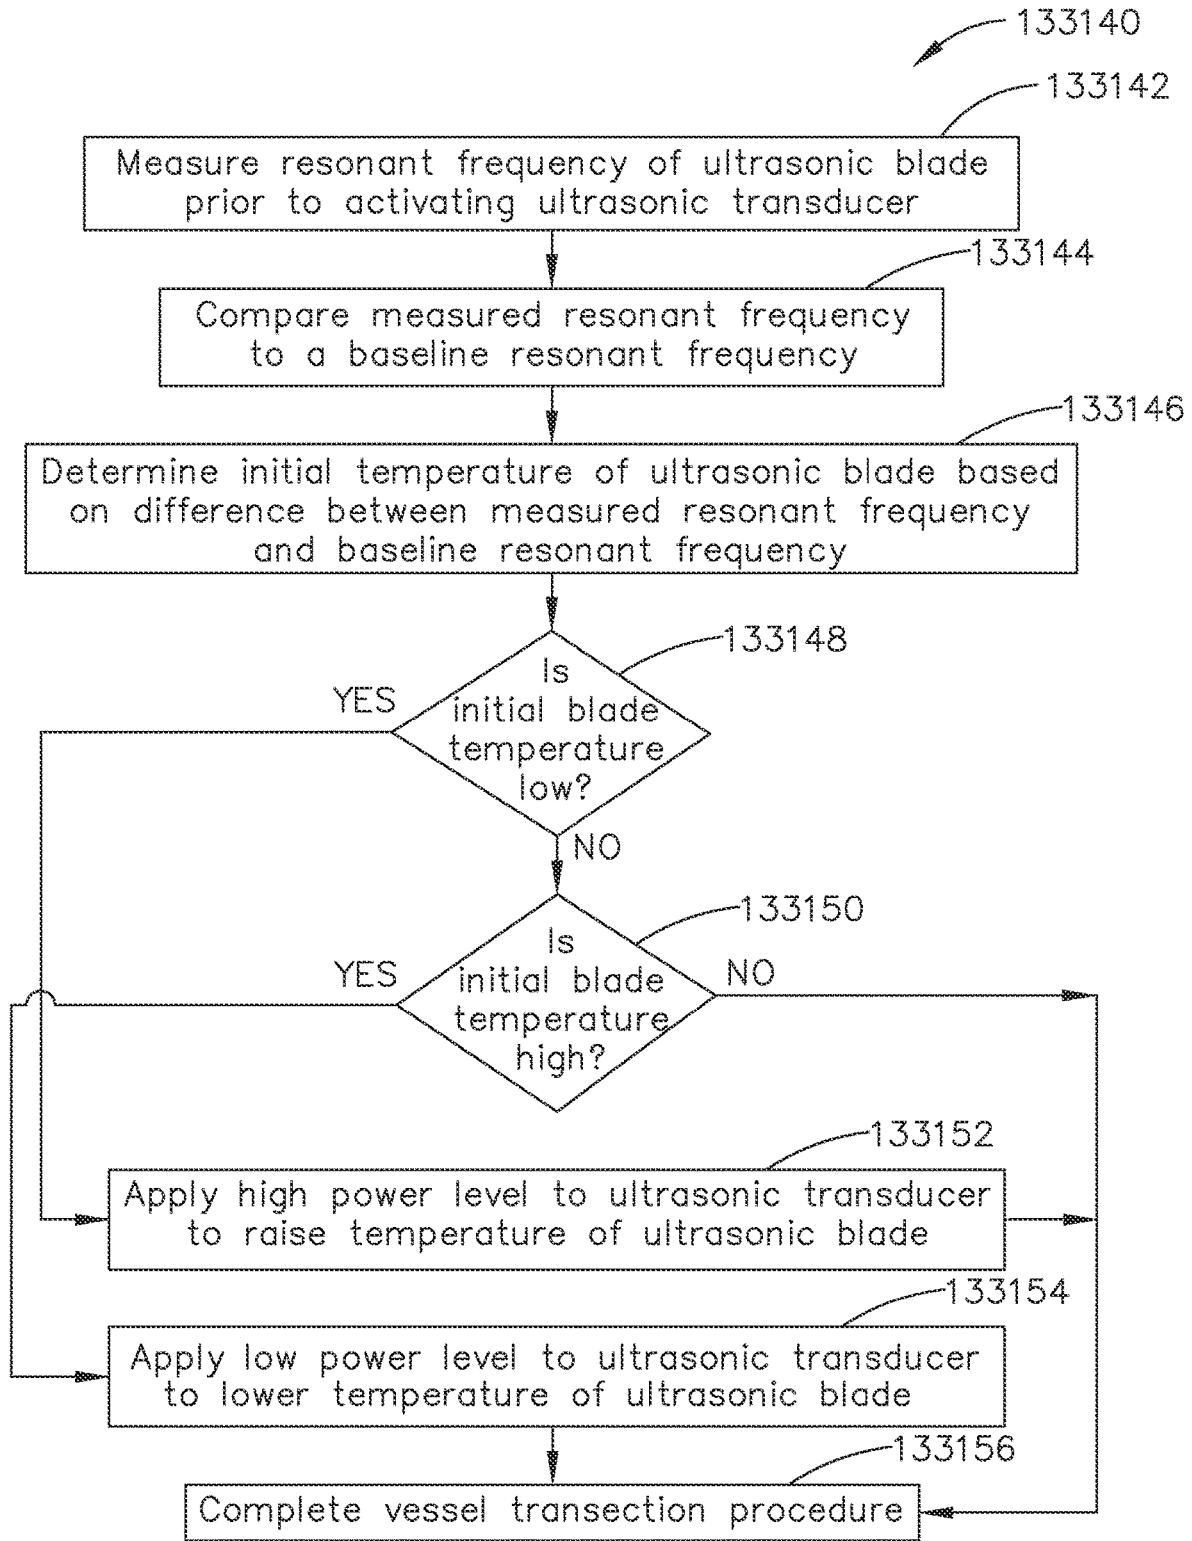 133140
133142
Measure resonant frequency of ultrasonic blade
prior to activating ultrasonic transducer
133144
Compare measured resonant frequency
to a baseline resonant frequency
133146
Determine initial temperature of ultrasonic blade based
on difference between measured resonant frequency
and baseline resonant frequency
133148
YES
Is
initial blade
temperature
low?
NO
133150
YES
Is
initial blade
temperature
high?
NO
133152
Apply high power level to ultrasonic transducer
to raise temperature of ultrasonic blade
133154
Apply low power level to ultrasonic transducer
to lower temperature of ultrasonic blade
133156
Complete vessel transection procedure